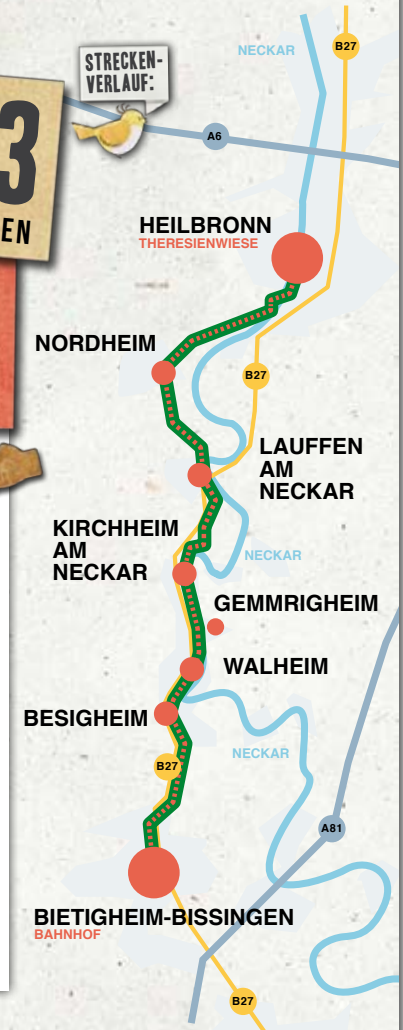 STRECKEN-
VERLAUF:
NECKAR
B27
A6
3
EN
HEILBRONN
THERESIENWIESE
NORDHEIM
B27
LAUFFEN
AM
NECKAR
KIRCHHEIM
AM
NECKAR
NECKAR
GEMMRIGHEIM
WALHEIM
BESIGHEIM
NECKAR
B27
A81
BIETIGHEIM-BISSINGEN
BAHNHOF
B27